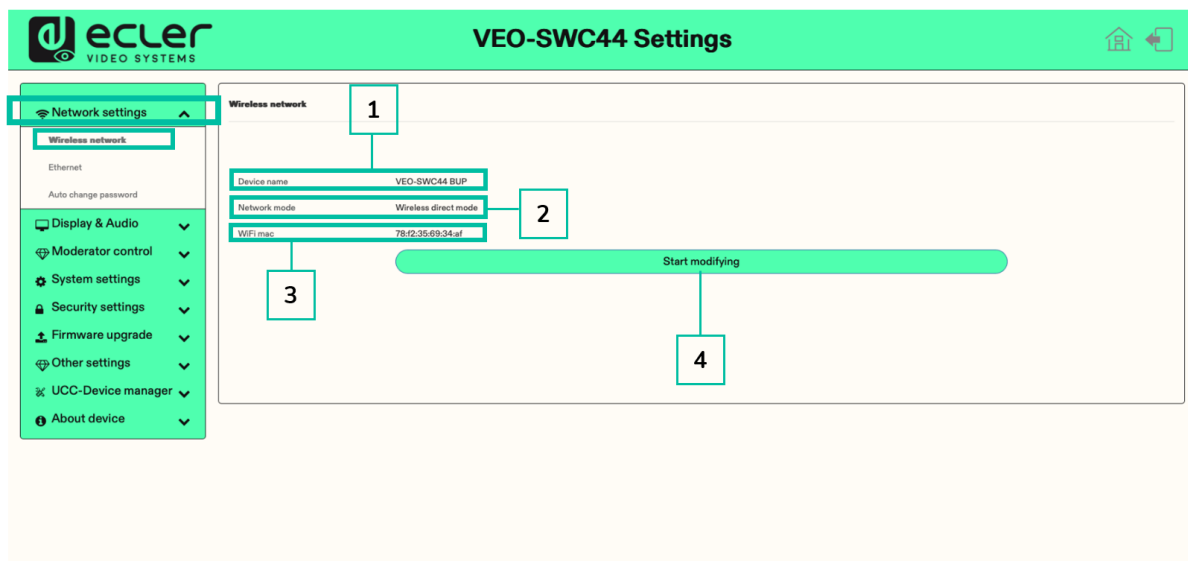 ecler
VIDEO SYSTEMS
VEO-SWC44 Settings
Network settings
Wireless network
Ethernet
Auto change password
Display & Audio
Moderator control
System settings
Security settings
Firmware upgrade
Other settings
UCC-Device manager
About device
Wireless network
1
Device name VEO-SWC44 BUP
Network mode Wireless direct mode
2
WiFi mac 78:f2:35:69:34:af
Start modifying
3
4